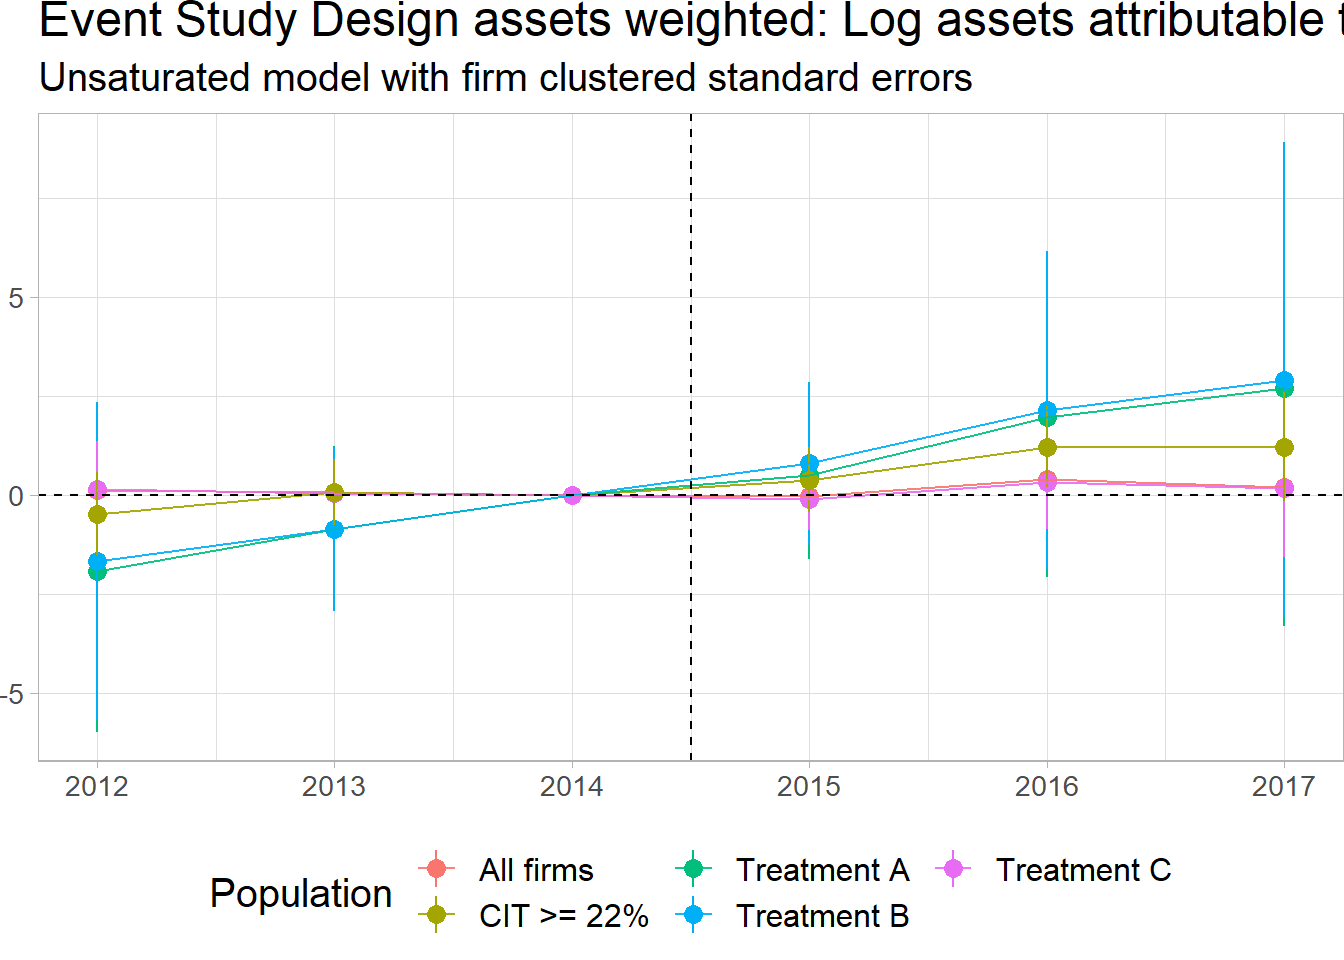 Event Study Design assets weighted: Log assets attributable t
Unsaturated model with firm clustered standard errors
5
0
-5
2012 2013 2014 2015 2016 2017
Population
All firms Treatment A Treatment C
CIT >= 22% Treatment B